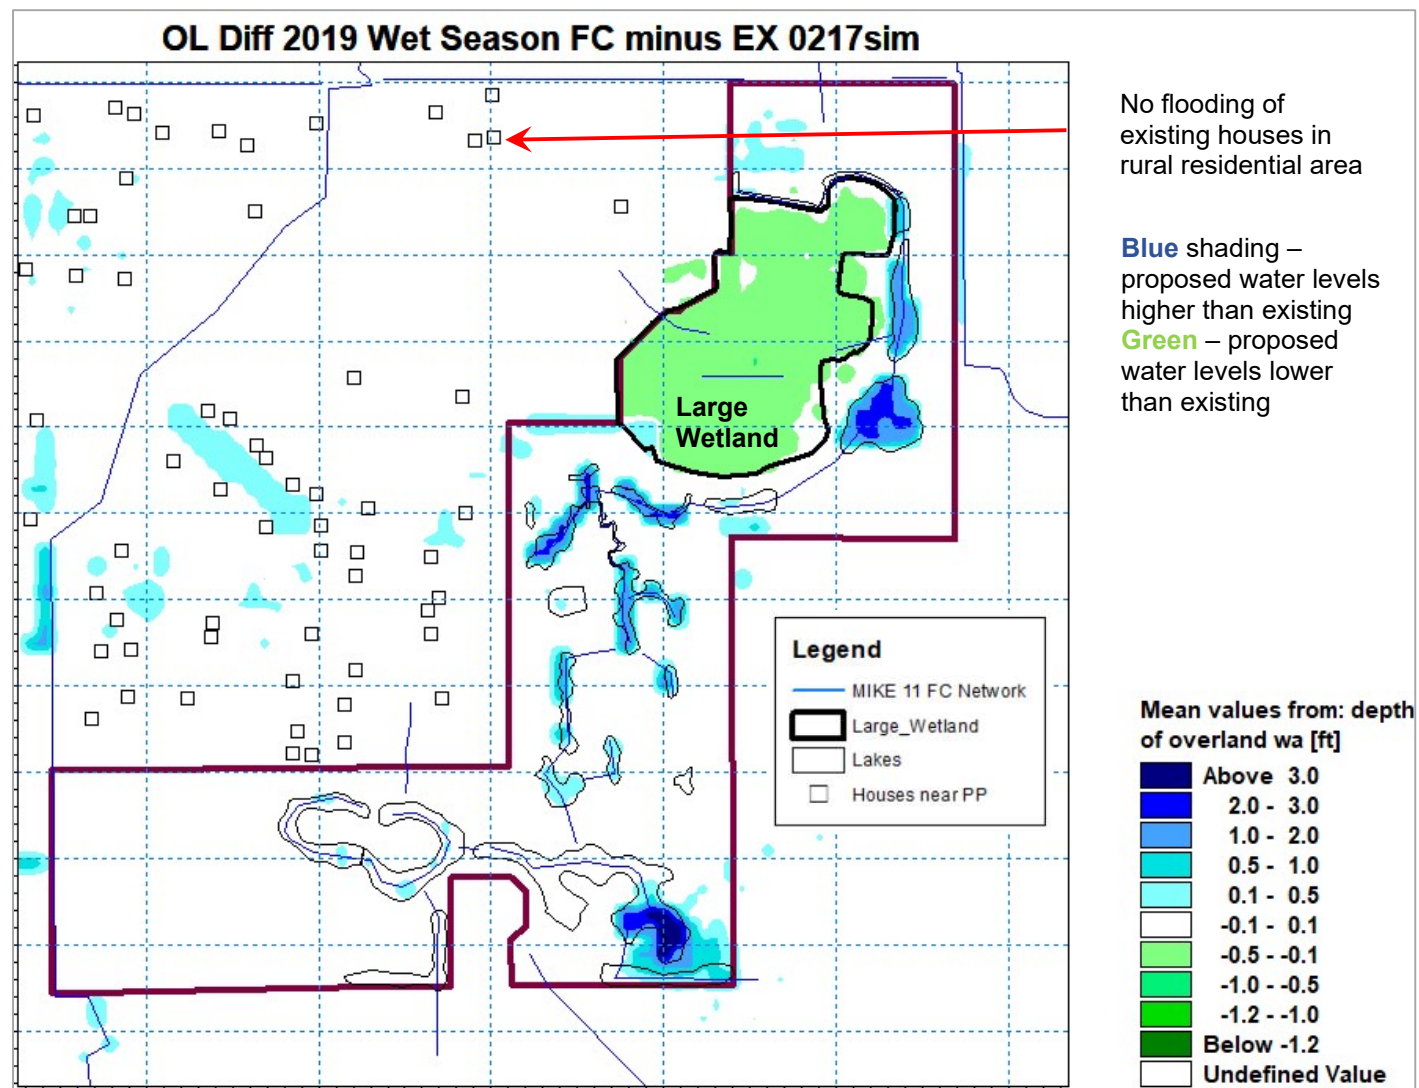 OL Diff 2019 Wet Season FC minus EX 0217sim
No flooding of
existing houses in
rural residential area
Blue shading –
proposed water levels
higher than existing
Green – proposed
water levels lower
than existing
Large
Wetland
Legend
MIKE 11 FC Network
Large_Wetland
Lakes
Houses near PP
Mean values from: depth
of overland wa [ft]
Above 3.0
2.0 - 3.0
1.0 - 2.0
0.5 - 1.0
0.1 - 0.5
-0.1 - 0.1
-0.5 - -0.1
-1.0 - -0.5
-1.2 - -1.0
Below -1.2
Undefined Value